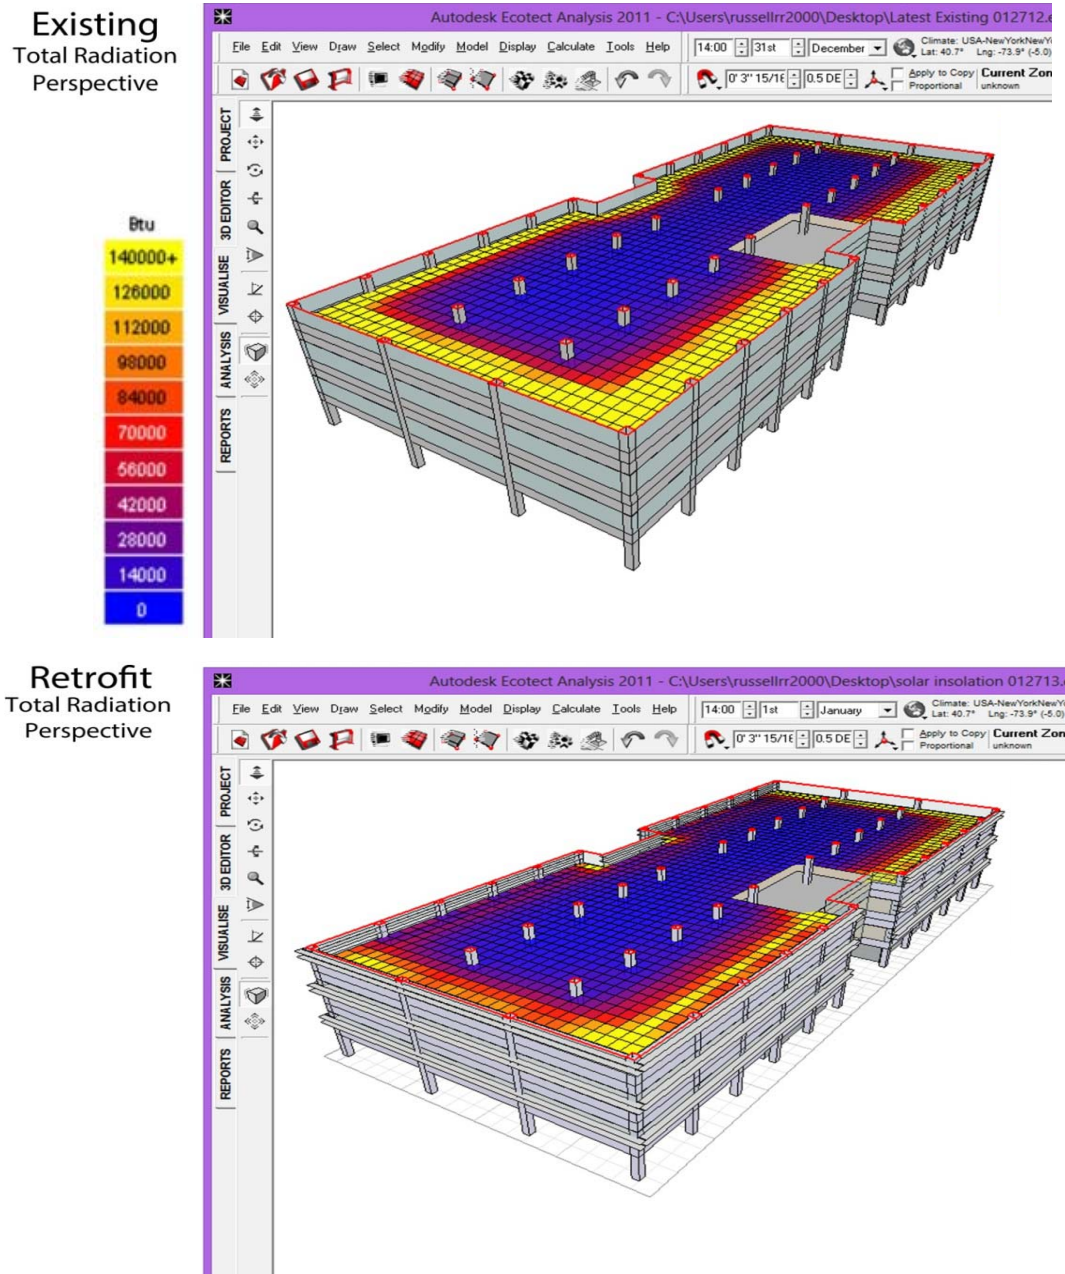 Existing
Total Radiation
Perspective
Autodesk Ecotect Analysis 2011 - C:\Users\russellrr2000\Desktop\Latest Existing 012712.e
File Edit View Draw Select Modify Model Display Calculate Tools Help
14:00 31st December
Climate: USA-NewYorkNewY
Lat: 40.7° Lng: -73.9° (-5.0)
0' 3" 15/16 0.5 DE
Apply to Copy
Proportional
Current Zon
unknown
PROJECT
3D EDITOR
VISUALISE
ANALYSIS
REPORTS
Btu
140000+
126000
112000
98000
84000
70000
56000
42000
28000
14000
0
Retrofit
Total Radiation
Perspective
Autodesk Ecotect Analysis 2011 - C:\Users\russellrr2000\Desktop\solar insolation 012713.e
File Edit View Draw Select Modify Model Display Calculate Tools Help
14:00 1st January
Climate: USA-NewYorkNewY
Lat: 40.7° Lng: -73.9° (-5.0)
0' 3" 15/16 0.5 DE
Apply to Copy
Proportional
Current Zon
unknown
PROJECT
3D EDITOR
VISUALISE
ANALYSIS
REPORTS